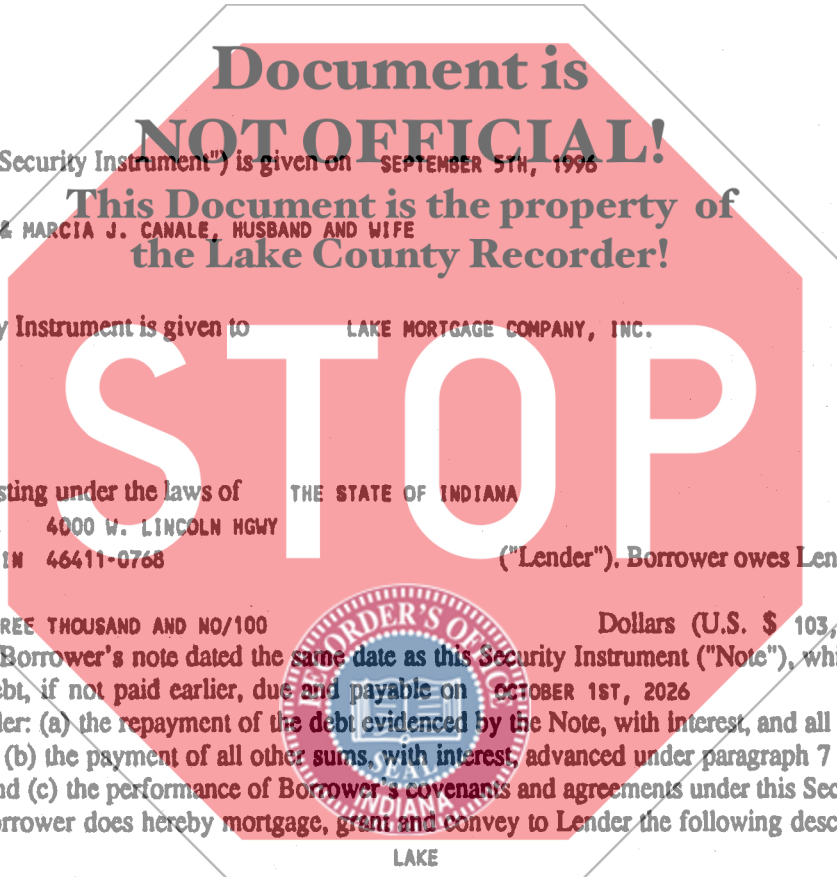 Document is
NOT OFFICIAL!
Security Instrument") is given on SEPTEMBER 5TH, 1996
This Document is the property of
& MARCIA J. CANALE, HUSBAND AND WIFE
the Lake County Recorder!
y Instrument is given to LAKE MORTGAGE COMPANY, INC.
STOP
sting under the laws of THE STATE OF INDIANA
4000 W. LINCOLN HGWY
IN 46411-0768 ("Lender"). Borrower owes Len
REE THOUSAND AND NO/100 Dollars (U.S. $ 103,
Borrower's note dated the same date as this Security Instrument ("Note"), whi
ebt, if not paid earlier, due and payable on OCTOBER 1ST, 2026
der: (a) the repayment of the debt evidenced by the Note, with interest, and all
(b) the payment of all other sums, with interest, advanced under paragraph 7
nd (c) the performance of Borrower's covenants and agreements under this Sec
orrower does hereby mortgage, grant and convey to Lender the following desc
LAKE
RECORDER'S OFFICE
SEAL
INDIANA